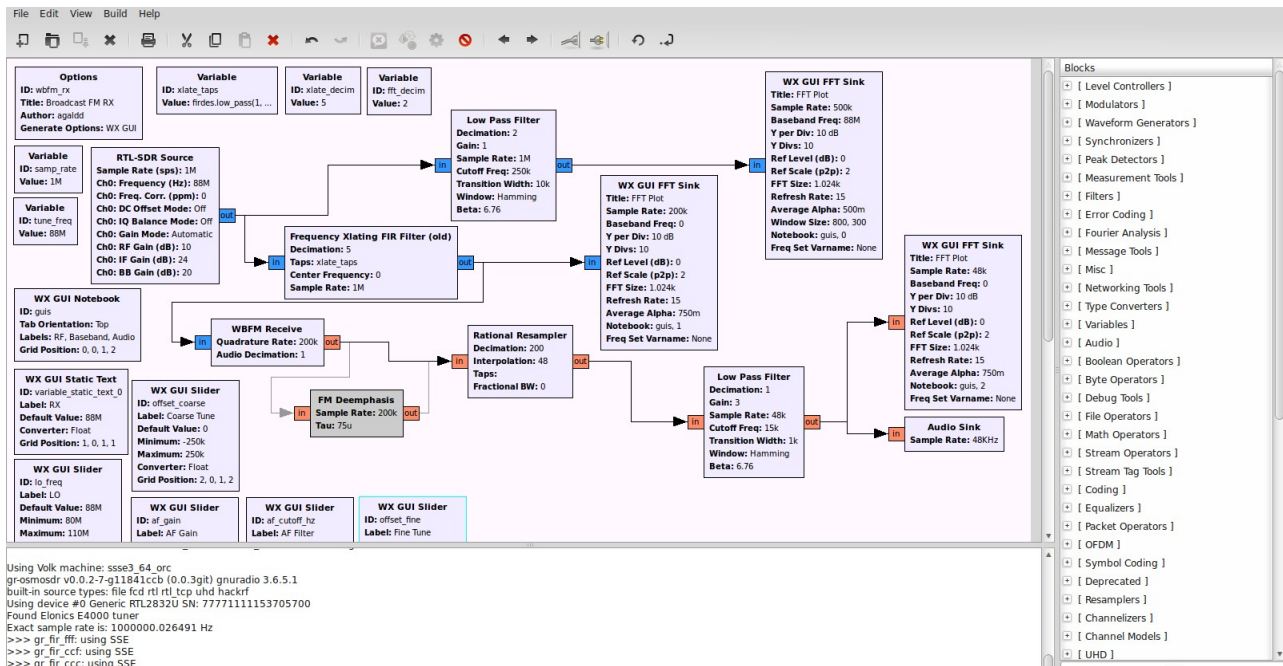 File Edit View Build Help
Options
ID: wbfm_rx
Title: Broadcast FM RX
Author: agaldd
Generate Options: WX GUI
Variable
ID: xlate_taps
Value: firdes.low_pass(1, ...
Variable
ID: xlate_decim
Value: 5
Variable
ID: fft_decim
Value: 2
Variable
ID: samp_rate
Value: 1M
Variable
ID: tune_freq
Value: 88M
RTL-SDR Source
Sample Rate (sps): 1M
Ch0: Frequency (Hz): 88M
Ch0: Freq. Corr. (ppm): 0
Ch0: DC Offset Mode: Off
Ch0: IQ Balance Mode: Off
Ch0: Gain Mode: Automatic
Ch0: RF Gain (dB): 10
Ch0: IF Gain (dB): 24
Ch0: BB Gain (dB): 20
out
in
Low Pass Filter
Decimation: 2
Gain: 1
Sample Rate: 1M
Cutoff Freq: 250k
Transition Width: 10k
Window: Hamming
Beta: 6.76
out
in
WX GUI FFT Sink
Title: FFT Plot
Sample Rate: 500k
Baseband Freq: 88M
Y per Div: 10 dB
Y Divs: 10
Ref Level (dB): 0
Ref Scale (p2p): 2
FFT Size: 1.024k
Refresh Rate: 15
Average Alpha: 500m
Window Size: 800, 300
Notebook: guis, 0
Freq Set Varname: None
in
Frequency Xlating FIR Filter (old)
Decimation: 5
Taps: xlate_taps
Center Frequency: 0
Sample Rate: 1M
out
in
WX GUI FFT Sink
Title: FFT Plot
Sample Rate: 200k
Baseband Freq: 0
Y per Div: 10 dB
Y Divs: 10
Ref Level (dB): 0
Ref Scale (p2p): 2
FFT Size: 1.024k
Refresh Rate: 15
Average Alpha: 750m
Notebook: guis, 1
Freq Set Varname: None
WX GUI Notebook
ID: guis
Tab Orientation: Top
Labels: RF, Baseband, Audio
Grid Position: 0, 0, 1, 2
in
WBFM Receive
Quadrature Rate: 200k
Audio Decimation: 1
out
in
FM Deemphasis
Sample Rate: 200k
Tau: 75u
out
in
Rational Resampler
Decimation: 200
Interpolation: 48
Taps:
Fractional BW: 0
out
in
Low Pass Filter
Decimation: 1
Gain: 3
Sample Rate: 48k
Cutoff Freq: 15k
Transition Width: 1k
Window: Hamming
Beta: 6.76
out
in
WX GUI FFT Sink
Title: FFT Plot
Sample Rate: 48k
Baseband Freq: 0
Y per Div: 10 dB
Y Divs: 10
Ref Level (dB): 0
Ref Scale (p2p): 2
FFT Size: 1.024k
Refresh Rate: 15
Average Alpha: 750m
Notebook: guis, 2
Freq Set Varname: None
in
Audio Sink
Sample Rate: 48KHz
WX GUI Static Text
ID: variable_static_text_0
Label: RX
Default Value: 88M
Converter: Float
Grid Position: 1, 0, 1, 1
WX GUI Slider
ID: offset_coarse
Label: Coarse Tune
Default Value: 0
Minimum: -250k
Maximum: 250k
Converter: Float
Grid Position: 2, 0, 1, 2
WX GUI Slider
ID: lo_freq
Label: LO
Default Value: 88M
Minimum: 80M
Maximum: 110M
WX GUI Slider
ID: af_gain
Label: AF Gain
WX GUI Slider
ID: af_cutoff_hz
Label: AF Filter
WX GUI Slider
ID: offset_fine
Label: Fine Tune
Using Volk machine: ssse3_64_orc
gr-osmosdr v0.0.2-7-g11841ccb (0.0.3git) gnuradio 3.6.5.1
built-in source types: file fcd rtl rtl_tcp uhd hackrf
Using device #0 Generic RTL2832U SN: 77771111153705700
Found Elonics E4000 tuner
Exact sample rate is: 1000000.026491 Hz
>>> gr_fir_fff: using SSE
>>> gr_fir_ccf: using SSE
>>> gr_fir_ccc: using SSE
Blocks
[ Level Controllers ]
[ Modulators ]
[ Waveform Generators ]
[ Synchronizers ]
[ Peak Detectors ]
[ Measurement Tools ]
[ Filters ]
[ Error Coding ]
[ Fourier Analysis ]
[ Message Tools ]
[ Misc ]
[ Networking Tools ]
[ Type Converters ]
[ Variables ]
[ Audio ]
[ Boolean Operators ]
[ Byte Operators ]
[ Debug Tools ]
[ File Operators ]
[ Math Operators ]
[ Stream Operators ]
[ Stream Tag Tools ]
[ Coding ]
[ Equalizers ]
[ Packet Operators ]
[ OFDM ]
[ Symbol Coding ]
[ Deprecated ]
[ Resamplers ]
[ Channelizers ]
[ Channel Models ]
[ UHD ]